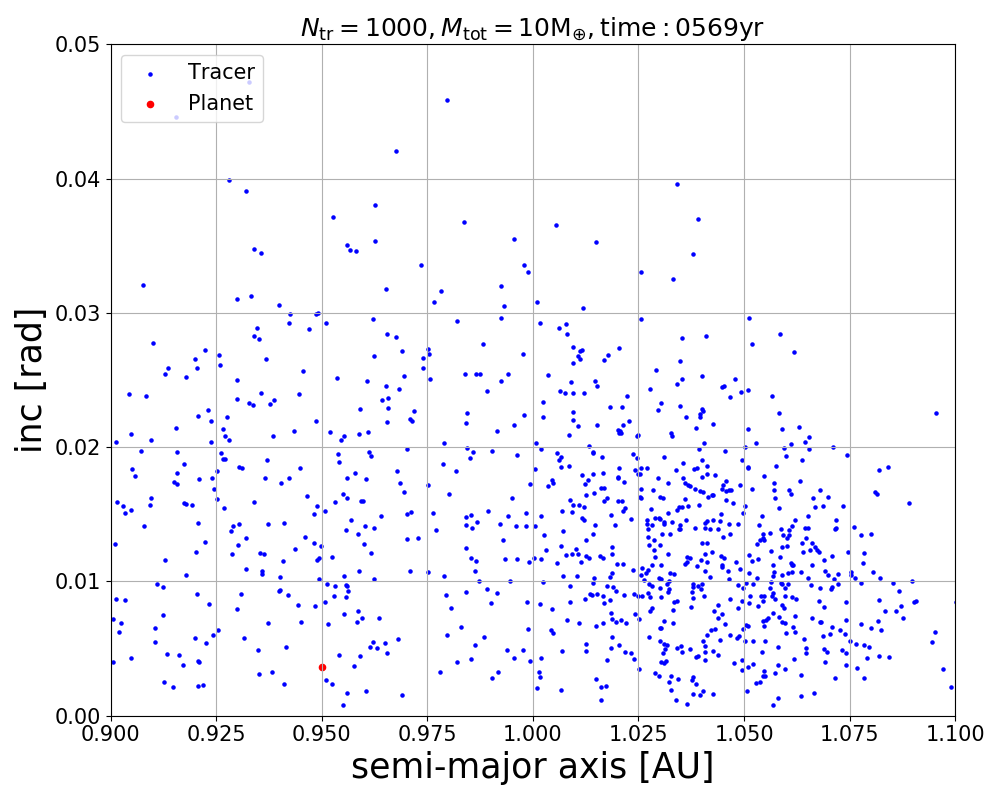 N_tr = 1000, M_tot = 10M_⊕, time : 0569yr
Tracer
Planet
0.05
0.04
0.03
0.02
0.01
0.00
inc [rad]
0.900 0.925 0.950 0.975 1.000 1.025 1.050 1.075 1.100
semi-major axis [AU]